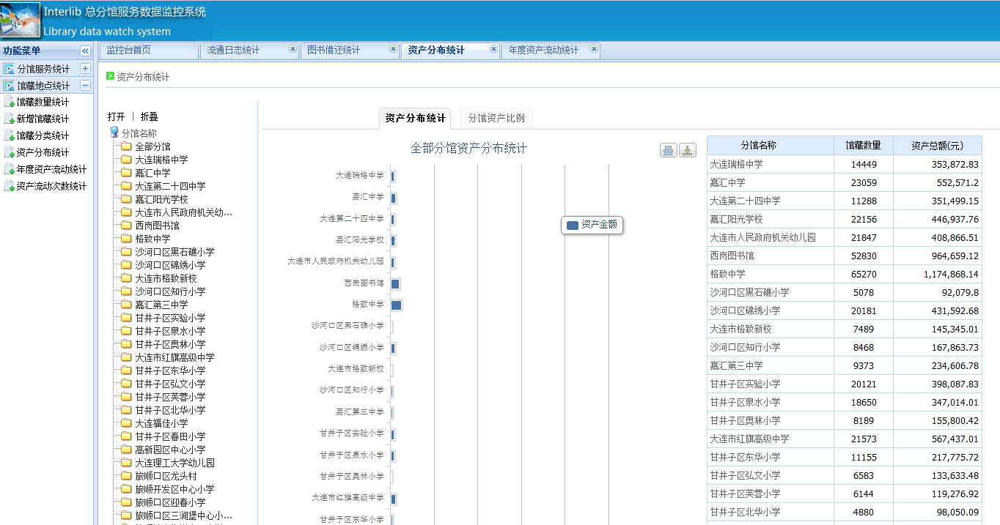 Interlib 总分馆服务数据监控系统
Library data watch system
功能菜单
监控台首页 流通日志统计 图书借还统计 资产分布统计 年度资产流动统计
分馆服务统计
馆藏地点统计
馆藏数量统计
新增馆藏统计
馆藏分类统计
资产分布统计
年度资产流动统计
资产流动次数统计
资产分布统计
打开 | 折叠
分馆名称
全部分馆
大连瑞格中学
嘉汇中学
大连第二十四中学
嘉汇阳光学校
大连市人民政府机关幼...
西岗图书馆
格致中学
沙河口区黑石礁小学
沙河口区锦绣小学
大连市格致新校
沙河口区知行小学
嘉汇第三中学
甘井子区实验小学
甘井子区泉水小学
甘井子区奥林小学
大连市红旗高级中学
甘井子区东华小学
甘井子区弘文小学
甘井子区芙蓉小学
甘井子区北华小学
大连福佳小学
甘井子区春田小学
高新园区中心小学
大连理工大学幼儿园
旅顺口区龙头村
旅顺开发区中心小学
旅顺口区迎春小学
旅顺口区三涧堡中心小...
资产分布统计 分馆资产比例
全部分馆资产分布统计
大连瑞格中学
嘉汇中学
大连第二十四中学
嘉汇阳光学校
大连市人民政府机关幼儿园
西岗图书馆
格致中学
沙河口区黑石礁小学
沙河口区锦绣小学
大连市格致新校
沙河口区知行小学
嘉汇第三中学
甘井子区实验小学
甘井子区泉水小学
甘井子区奥林小学
大连市红旗高级中学
甘井子区东华小学
资产金额
分馆名称 馆藏数量 资产总额(元)
大连瑞格中学 14449 353,872.83
嘉汇中学 23059 552,571.2
大连第二十四中学 11288 351,499.15
嘉汇阳光学校 22156 446,937.76
大连市人民政府机关幼儿园 21847 408,866.51
西岗图书馆 52830 964,659.12
格致中学 65270 1,174,868.14
沙河口区黑石礁小学 5078 92,079.8
沙河口区锦绣小学 20181 431,592.68
大连市格致新校 7489 145,345.01
沙河口区知行小学 8468 167,863.73
嘉汇第三中学 9373 234,606.78
甘井子区实验小学 20121 398,087.83
甘井子区泉水小学 18650 347,014.01
甘井子区奥林小学 8189 155,800.42
大连市红旗高级中学 21573 567,437.01
甘井子区东华小学 11155 217,775.72
甘井子区弘文小学 6583 133,633.48
甘井子区芙蓉小学 6144 119,276.92
甘井子区北华小学 4880 98,050.09